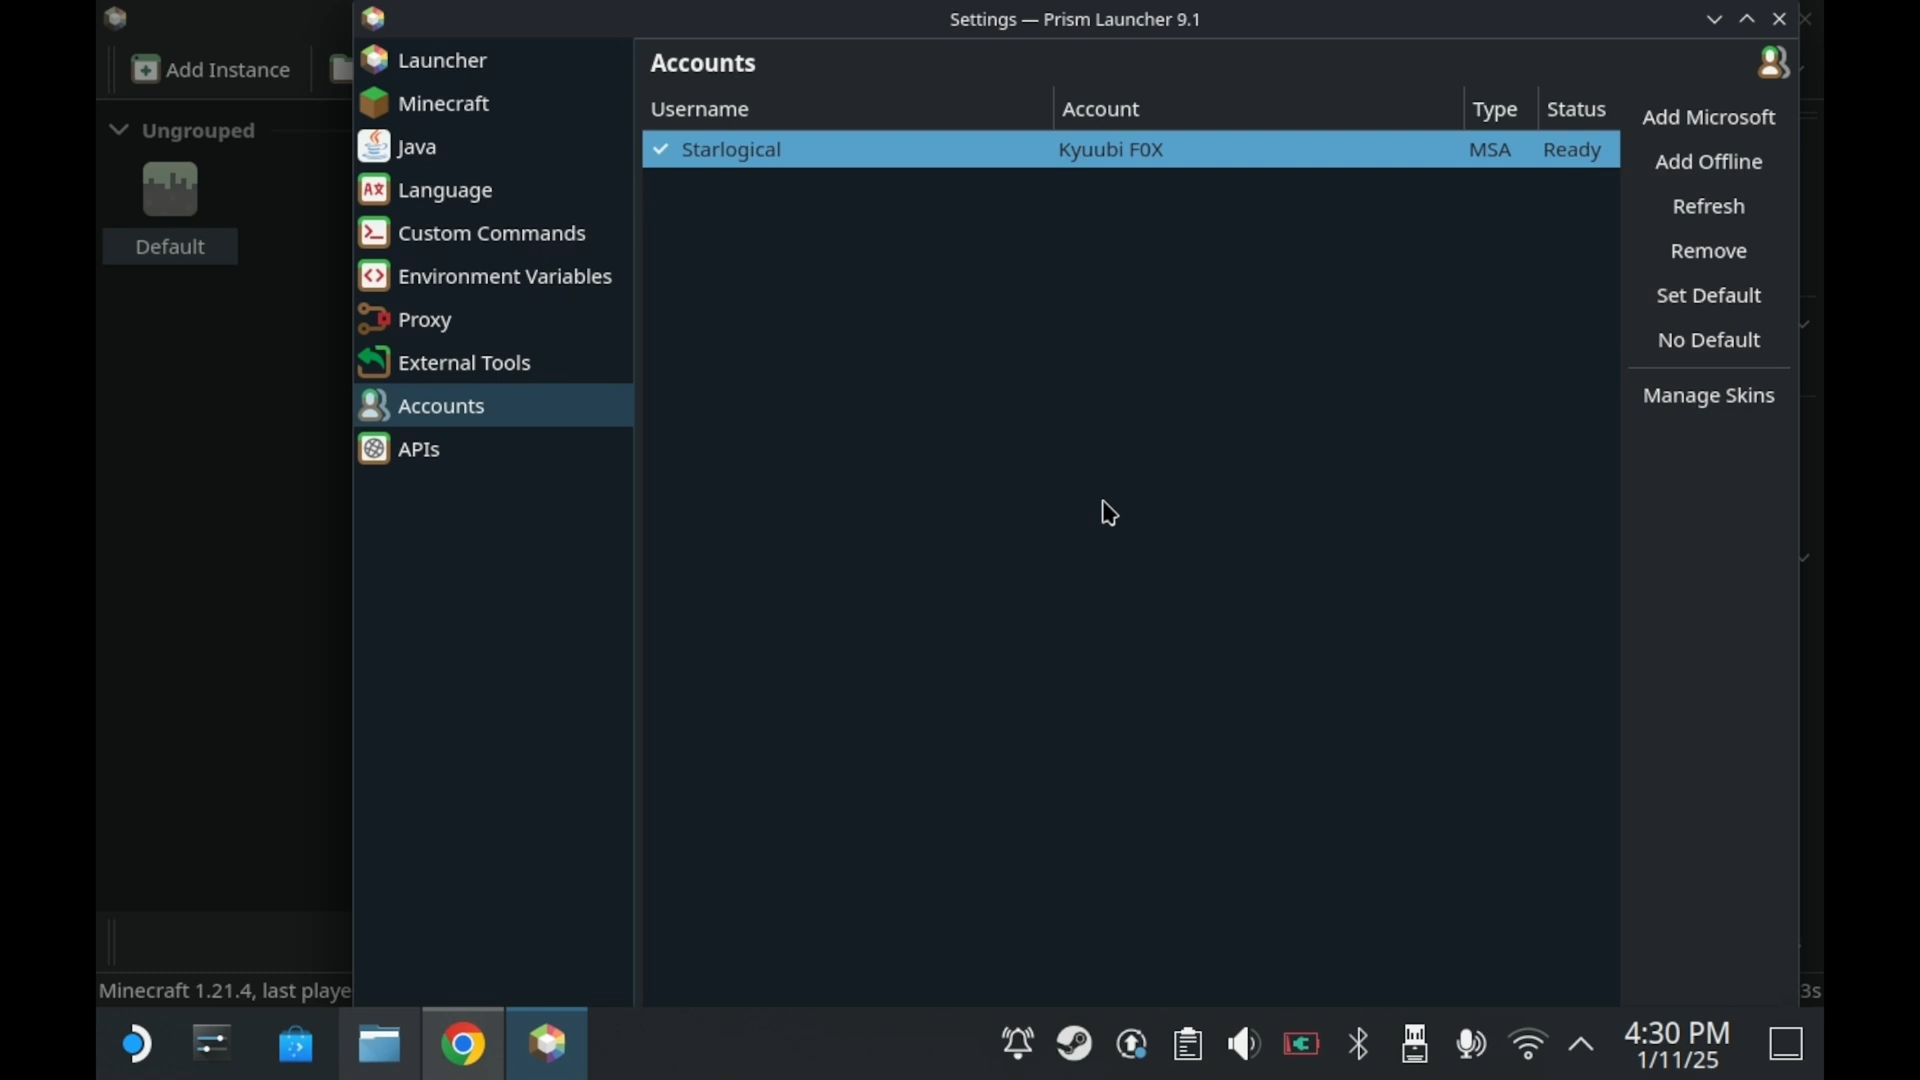 Settings — Prism Launcher 9.1
Add Instance
Ungrouped
Default
Minecraft 1.21.4, last playe
Launcher
Minecraft
Java
Language
Custom Commands
Environment Variables
Proxy
External Tools
Accounts
APIs
Accounts
Username Account Type Status
Starlogical Kyuubi F0X MSA Ready
Add Microsoft
Add Offline
Refresh
Remove
Set Default
No Default
Manage Skins
3s
4:30 PM
1/11/25